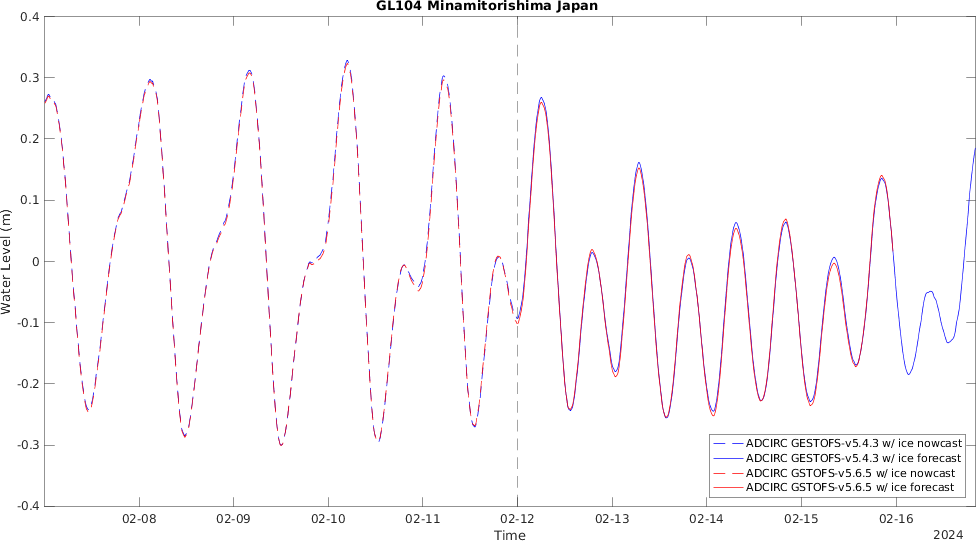 GL104 Minamitorishima Japan
0.4
0.3
0.2
0.1
0
-0.1
-0.2
-0.3
-0.4
Water Level (m)
ADCIRC GESTOFS-v5.4.3 w/ ice nowcast
ADCIRC GESTOFS-v5.4.3 w/ ice forecast
ADCIRC GSTOFS-v5.6.5 w/ ice nowcast
ADCIRC GSTOFS-v5.6.5 w/ ice forecast
02-08 02-09 02-10 02-11 02-12 02-13 02-14 02-15 02-16
Time
2024